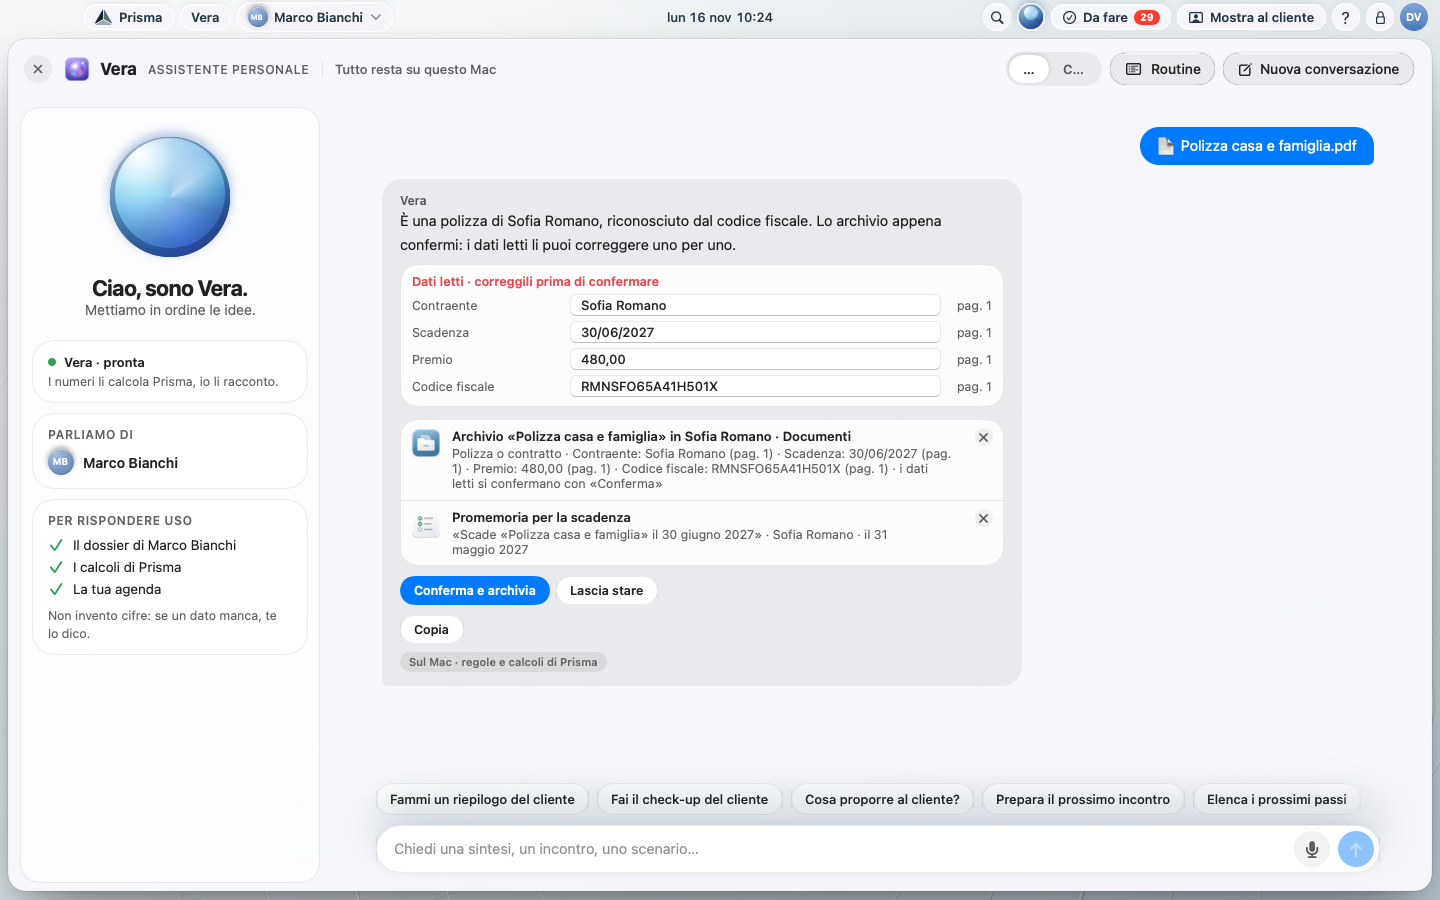 Prisma
Vera
MB Marco Bianchi
lun 16 nov 10:24
Da fare 29
Mostra al cliente
?
DV
Vera ASSISTENTE PERSONALE Tutto resta su questo Mac
...
C...
Routine
Nuova conversazione
Ciao, sono Vera.
Mettiamo in ordine le idee.
Vera · pronta
I numeri li calcola Prisma, io li racconto.
PARLIAMO DI
MB Marco Bianchi
PER RISPONDERE USO
Il dossier di Marco Bianchi
I calcoli di Prisma
La tua agenda
Non invento cifre: se un dato manca, te
lo dico.
Polizza casa e famiglia.pdf
Vera
È una polizza di Sofia Romano, riconosciuto dal codice fiscale. Lo archivio appena
confermi: i dati letti li puoi correggere uno per uno.
Dati letti · correggili prima di confermare
Contraente Sofia Romano pag. 1
Scadenza 30/06/2027 pag. 1
Premio 480,00 pag. 1
Codice fiscale RMNSFO65A41H501X pag. 1
Archivio «Polizza casa e famiglia» in Sofia Romano · Documenti
Polizza o contratto · Contraente: Sofia Romano (pag. 1) · Scadenza: 30/06/2027 (pag.
1) · Premio: 480,00 (pag. 1) · Codice fiscale: RMNSFO65A41H501X (pag. 1) · i dati
letti si confermano con «Conferma»
Promemoria per la scadenza
«Scade «Polizza casa e famiglia» il 30 giugno 2027» · Sofia Romano · il 31
maggio 2027
Conferma e archivia
Lascia stare
Copia
Sul Mac · regole e calcoli di Prisma
Fammi un riepilogo del cliente
Fai il check-up del cliente
Cosa proporre al cliente?
Prepara il prossimo incontro
Elenca i prossimi passi
Chiedi una sintesi, un incontro, uno scenario...